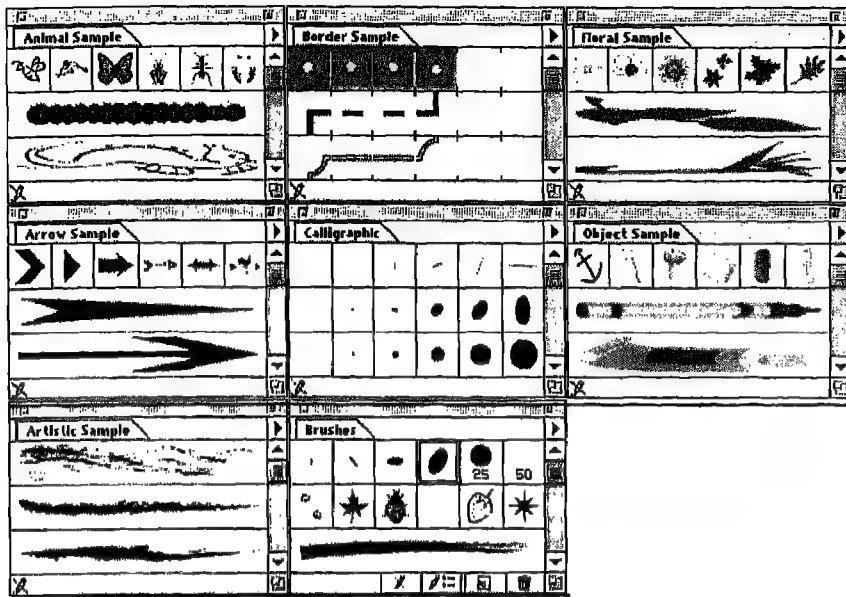 Animal Sample
Border Sample
Floral Sample
Arrow Sample
Calligraphic
Object Sample
Artistic Sample
Brushes
25
50